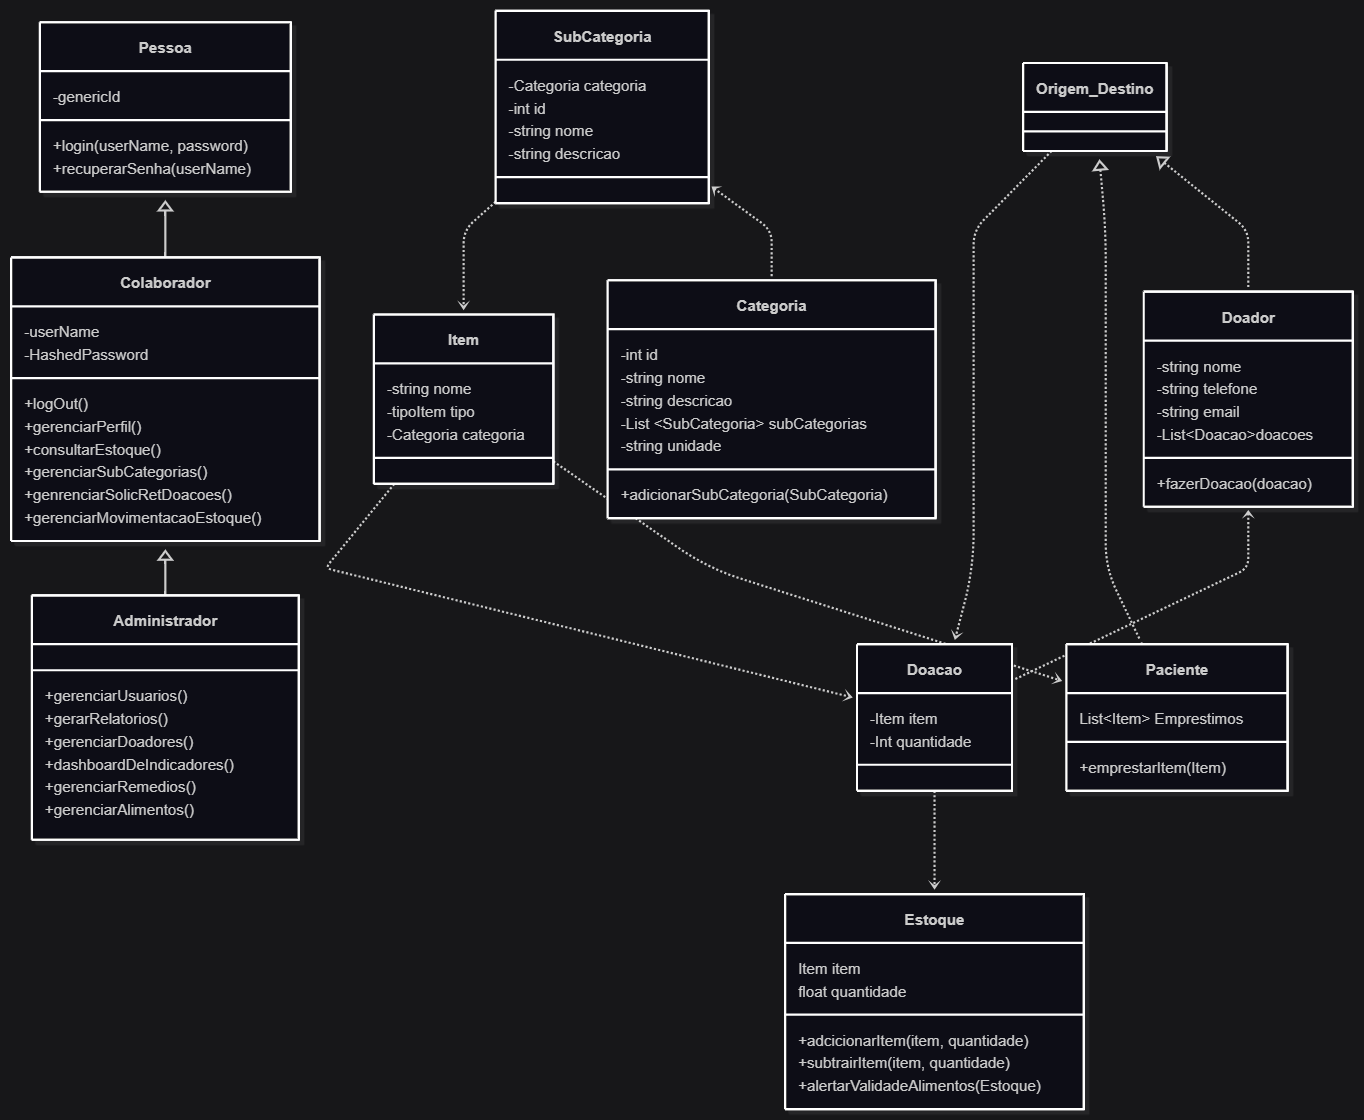 Pessoa
-genericId
+login(userName, password)
+recuperarSenha(userName)
SubCategoria
-Categoria categoria
-int id
-string nome
-string descricao
Origem_Destino
Colaborador
-userName
-HashedPassword
+logOut()
+gerenciarPerfil()
+consultarEstoque()
+gerenciarSubCategorias()
+genrenciarSolicRetDoacoes()
+gerenciarMovimentacaoEstoque()
Item
-string nome
-tipoItem tipo
-Categoria categoria
Categoria
-int id
-string nome
-string descricao
-List <SubCategoria> subCategorias
-string unidade
+adicionarSubCategoria(SubCategoria)
Doador
-string nome
-string telefone
-string email
-List<Doacao>doacoes
+fazerDoacao(doacao)
Administrador
+gerenciarUsuarios()
+gerarRelatorios()
+gerenciarDoadores()
+dashboardDeIndicadores()
+gerenciarRemedios()
+gerenciarAlimentos()
Doacao
-Item item
-Int quantidade
Paciente
List<Item> Emprestimos
+emprestarItem(Item)
Estoque
Item item
float quantidade
+adcicionarItem(item, quantidade)
+subtrairItem(item, quantidade)
+alertarValidadeAlimentos(Estoque)